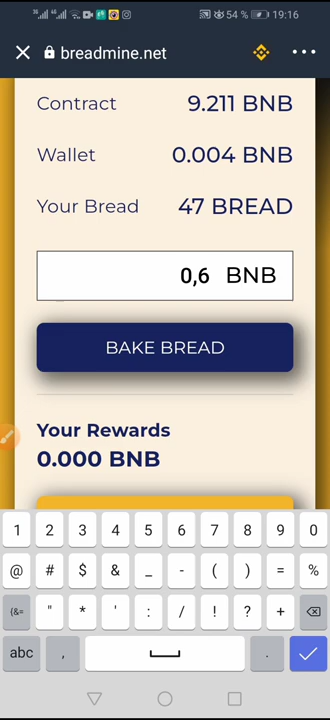 54 % 19:16
breadmine.net
Contract 9.211 BNB
Wallet 0.004 BNB
Your Bread 47 BREAD
0,6 BNB
BAKE BREAD
Your Rewards
0.000 BNB
1 2 3 4 5 6 7 8 9 0
@ # $ & _ - ( ) = %
{&= " * ' : / ! ? +
abc , .